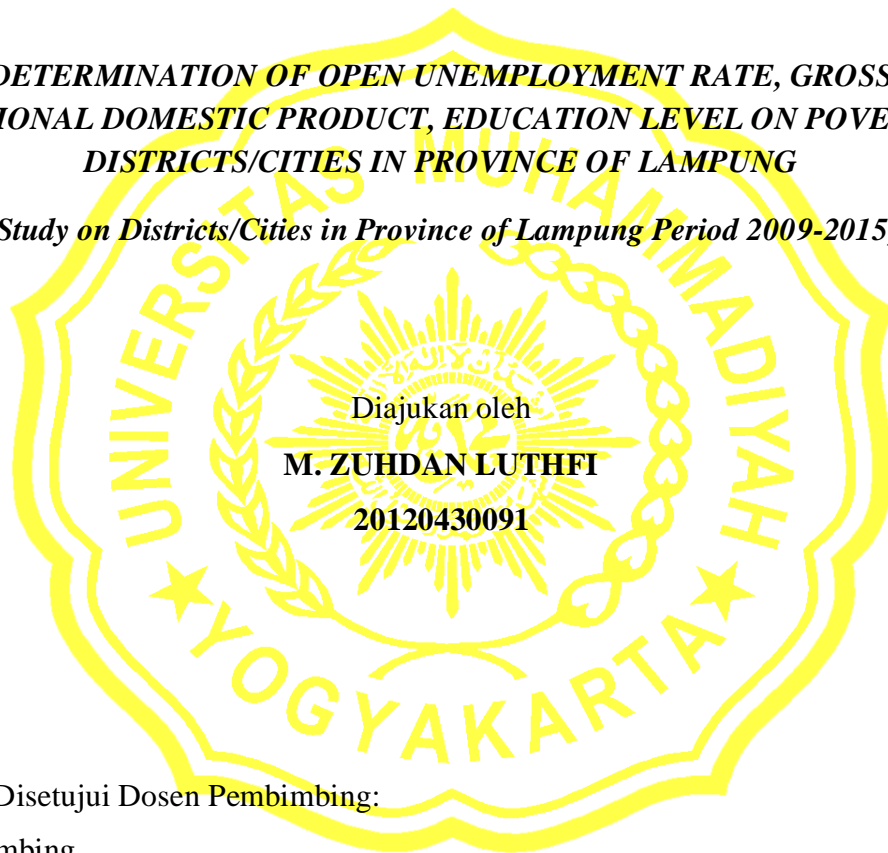 DETERMINATION OF OPEN UNEMPLOYMENT RATE, GROSS
IONAL DOMESTIC PRODUCT, EDUCATION LEVEL ON POVE
DISTRICTS/CITIES IN PROVINCE OF LAMPUNG
Study on Districts/Cities in Province of Lampung Period 2009-2015
UNIVERSITAS MUHAMMADIYAH
★YOGYAKARTA★
Diajukan oleh
M. ZUHDAN LUTHFI
20120430091
Disetujui Dosen Pembimbing:
mbing